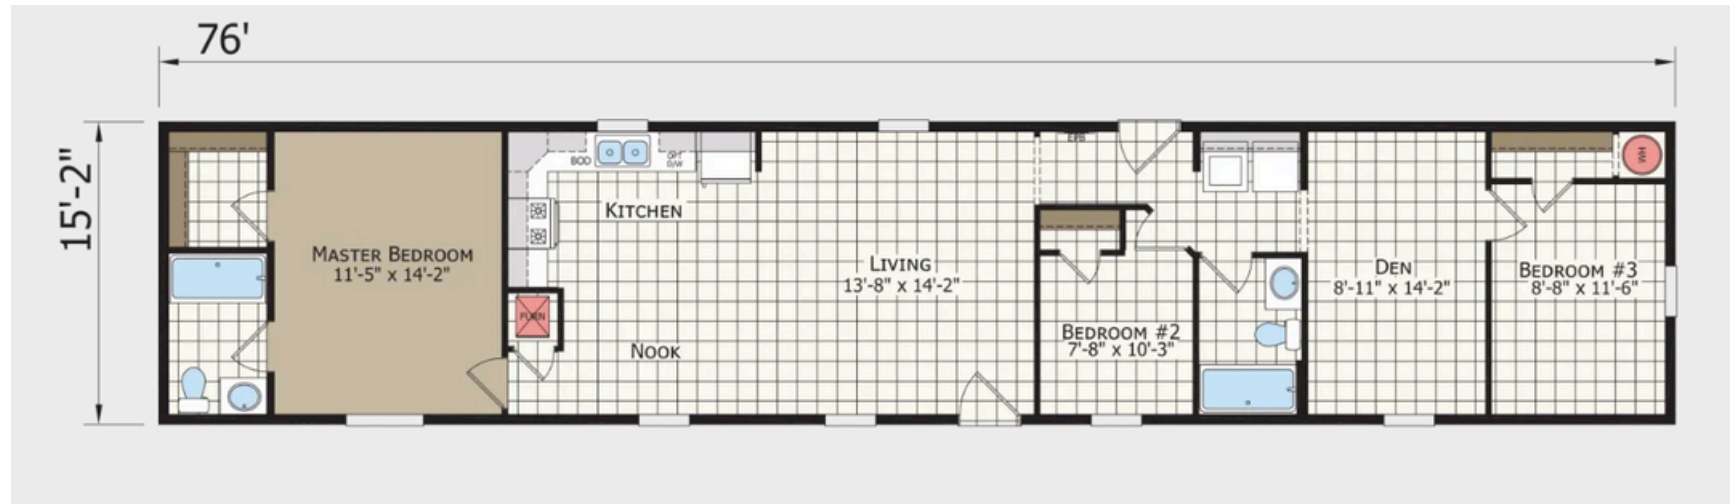 76'
15'-2"
EPB
BOD
OPT
D/W
WH
KITCHEN
MASTER BEDROOM
11'-5" x 14'-2"
LIVING
13'-8" x 14'-2"
DEN
8'-11" x 14'-2"
BEDROOM #3
8'-8" x 11'-6"
FURN
BEDROOM #2
7'-8" x 10'-3"
NOOK